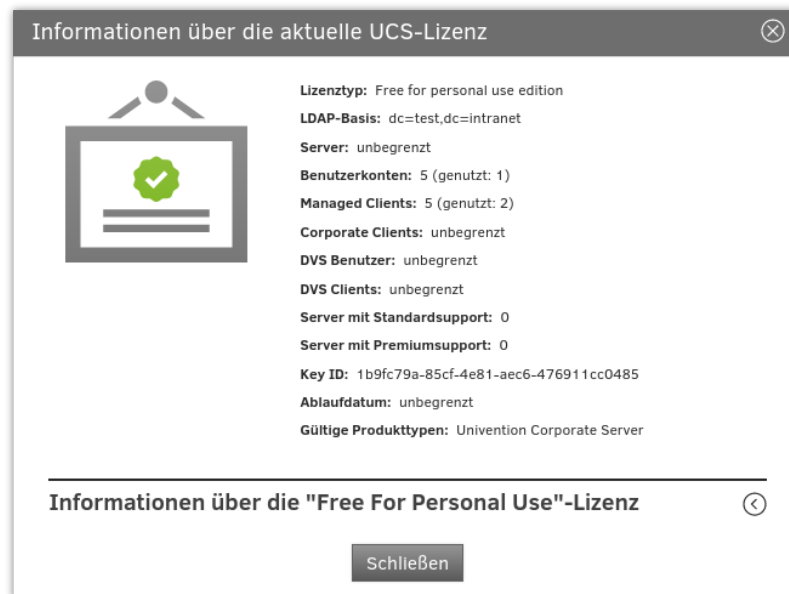 Informationen über die aktuelle UCS-Lizenz
Lizenztyp: Free for personal use edition
LDAP-Basis: dc=test,dc=intranet
Server: unbegrenzt
Benutzerkonten: 5 (genutzt: 1)
Managed Clients: 5 (genutzt: 2)
Corporate Clients: unbegrenzt
DVS Benutzer: unbegrenzt
DVS Clients: unbegrenzt
Server mit Standardsupport: 0
Server mit Premiumsupport: 0
Key ID: 1b9fc79a-85cf-4e81-aec6-476911cc0485
Ablaufdatum: unbegrenzt
Gültige Produkttypen: Univention Corporate Server
Informationen über die "Free For Personal Use"-Lizenz
Schließen